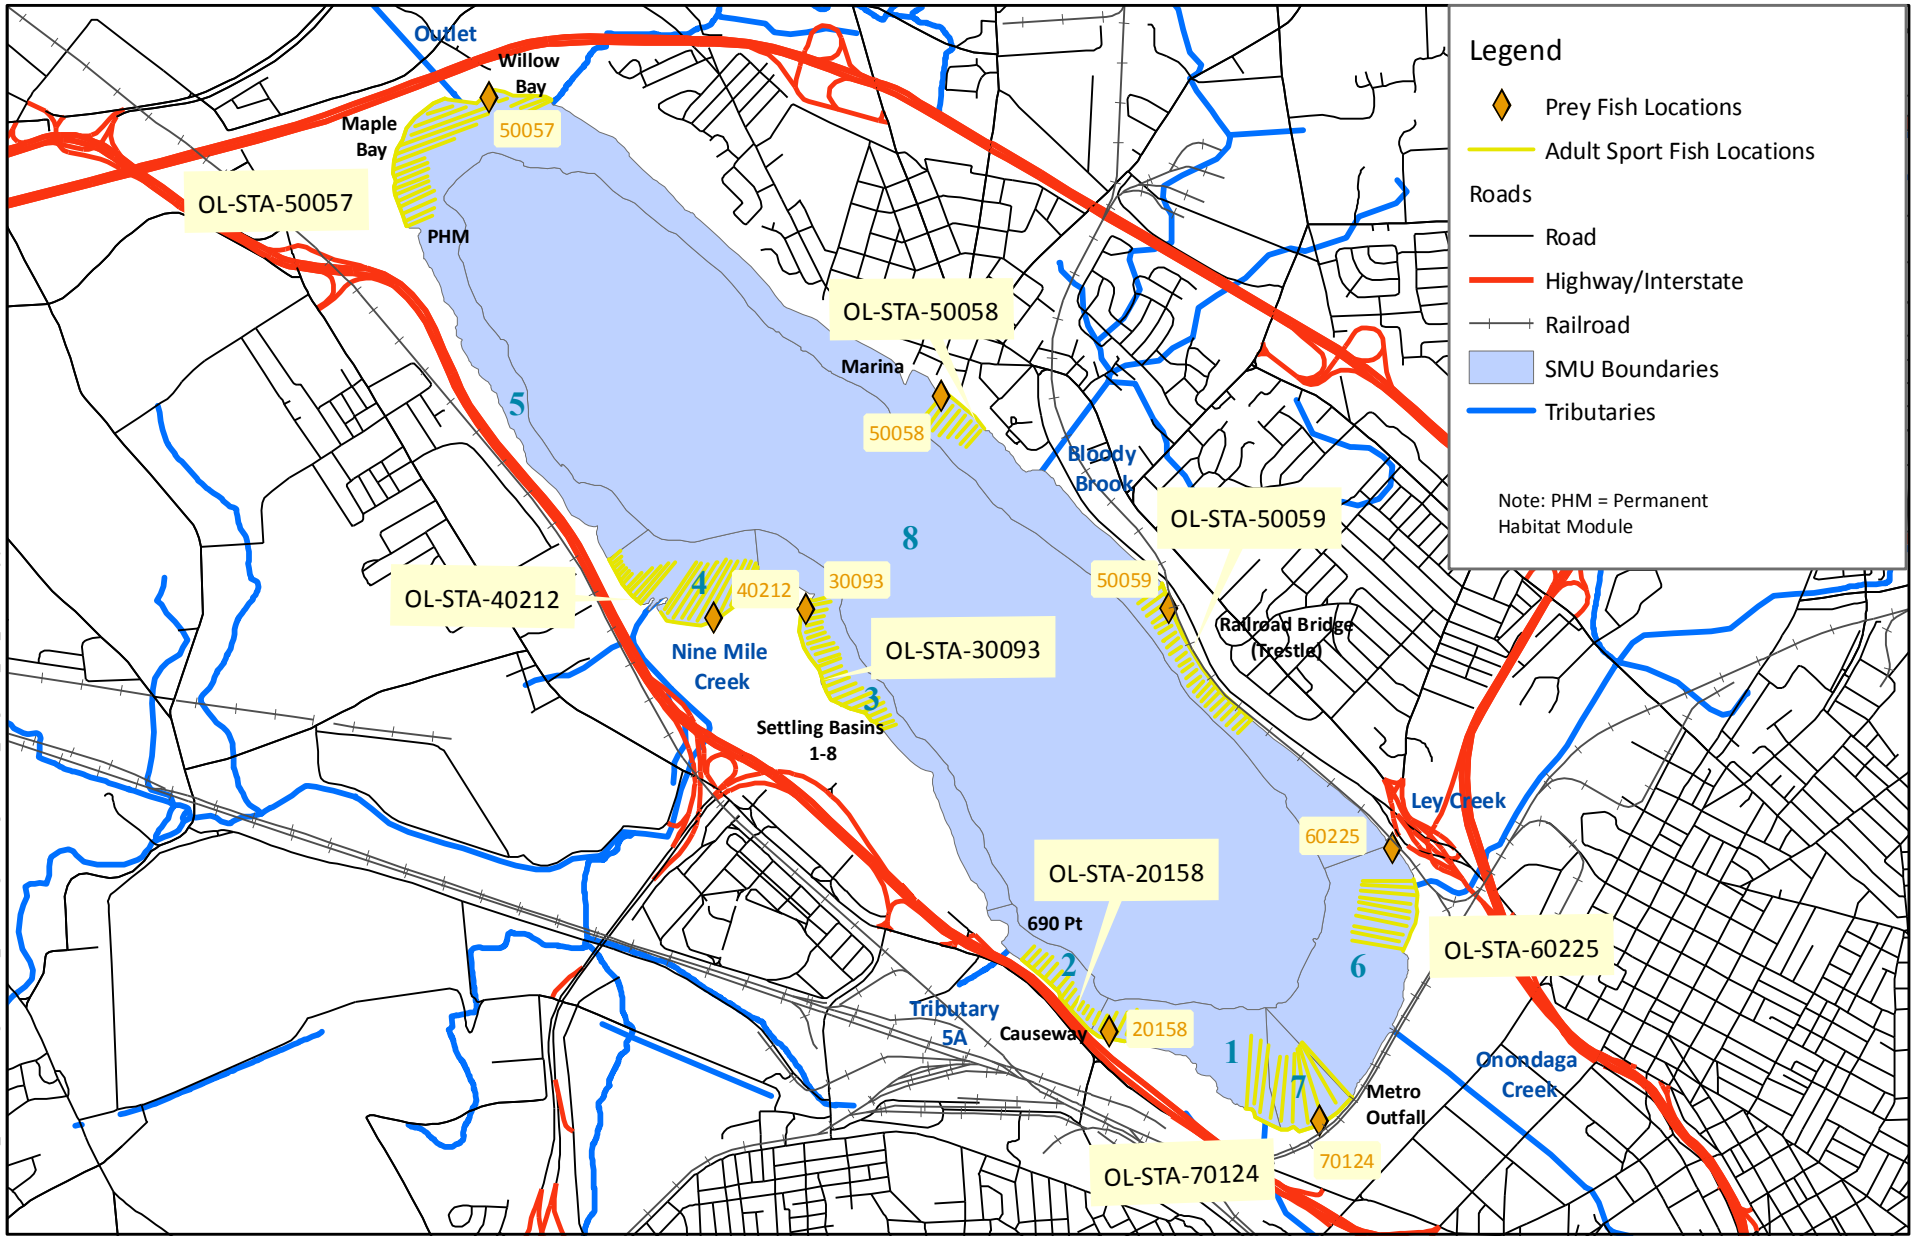 Outlet
Willow
Bay
Maple
Bay
50057
OL-STA-50057
PHM
OL-STA-50058
Marina
50058
5
Bloody
Brook
OL-STA-50059
8
50059
4
40212
30093
OL-STA-40212
Railroad Bridge
(Trestle)
OL-STA-30093
Nine Mile
Creek
3
Settling Basins
1-8
Ley Creek
60225
OL-STA-20158
690 Pt
2
OL-STA-60225
6
Tributary
5A
Causeway
20158
1
7
Onondaga
Creek
Metro
Outfall
70124
OL-STA-70124
Legend
Prey Fish Locations
Adult Sport Fish Locations
Roads
Road
Highway/Interstate
Railroad
SMU Boundaries
Tributaries
Note: PHM = Permanent
Habitat Module